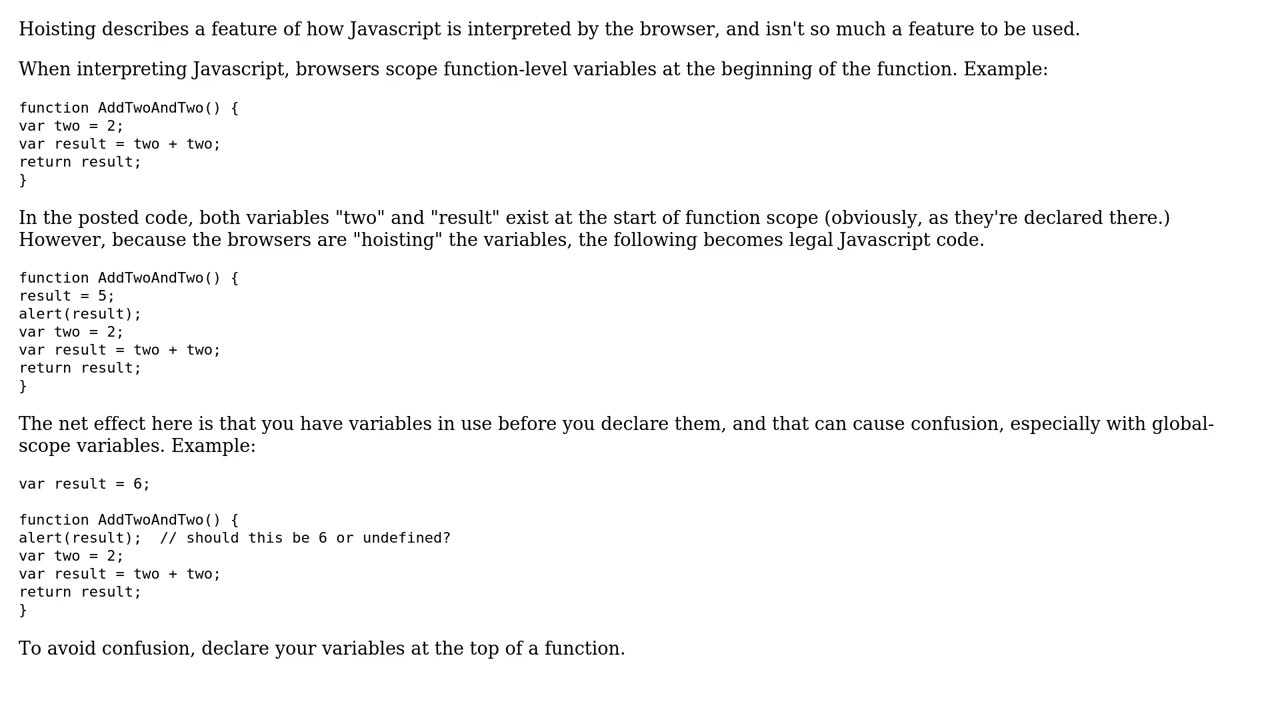 Hoisting describes a feature of how Javascript is interpreted by the browser, and isn't so much a feature to be used.
When interpreting Javascript, browsers scope function-level variables at the beginning of the function. Example:
function AddTwoAndTwo() {
var two = 2;
var result = two + two;
return result;
}
In the posted code, both variables "two" and "result" exist at the start of function scope (obviously, as they're declared there.)
However, because the browsers are "hoisting" the variables, the following becomes legal Javascript code.
function AddTwoAndTwo() {
result = 5;
alert(result);
var two = 2;
var result = two + two;
return result;
}
The net effect here is that you have variables in use before you declare them, and that can cause confusion, especially with global-
scope variables. Example:
var result = 6;
function AddTwoAndTwo() {
alert(result);  // should this be 6 or undefined?
var two = 2;
var result = two + two;
return result;
}
To avoid confusion, declare your variables at the top of a function.